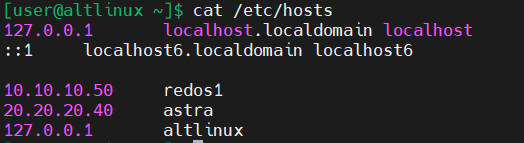 [user@altlinux ~]$ cat /etc/hosts
127.0.0.1 localhost.localdomain localhost
::1 localhost6.localdomain localhost6
10.10.10.50 redos1
20.20.20.40 astra
127.0.0.1 altlinux